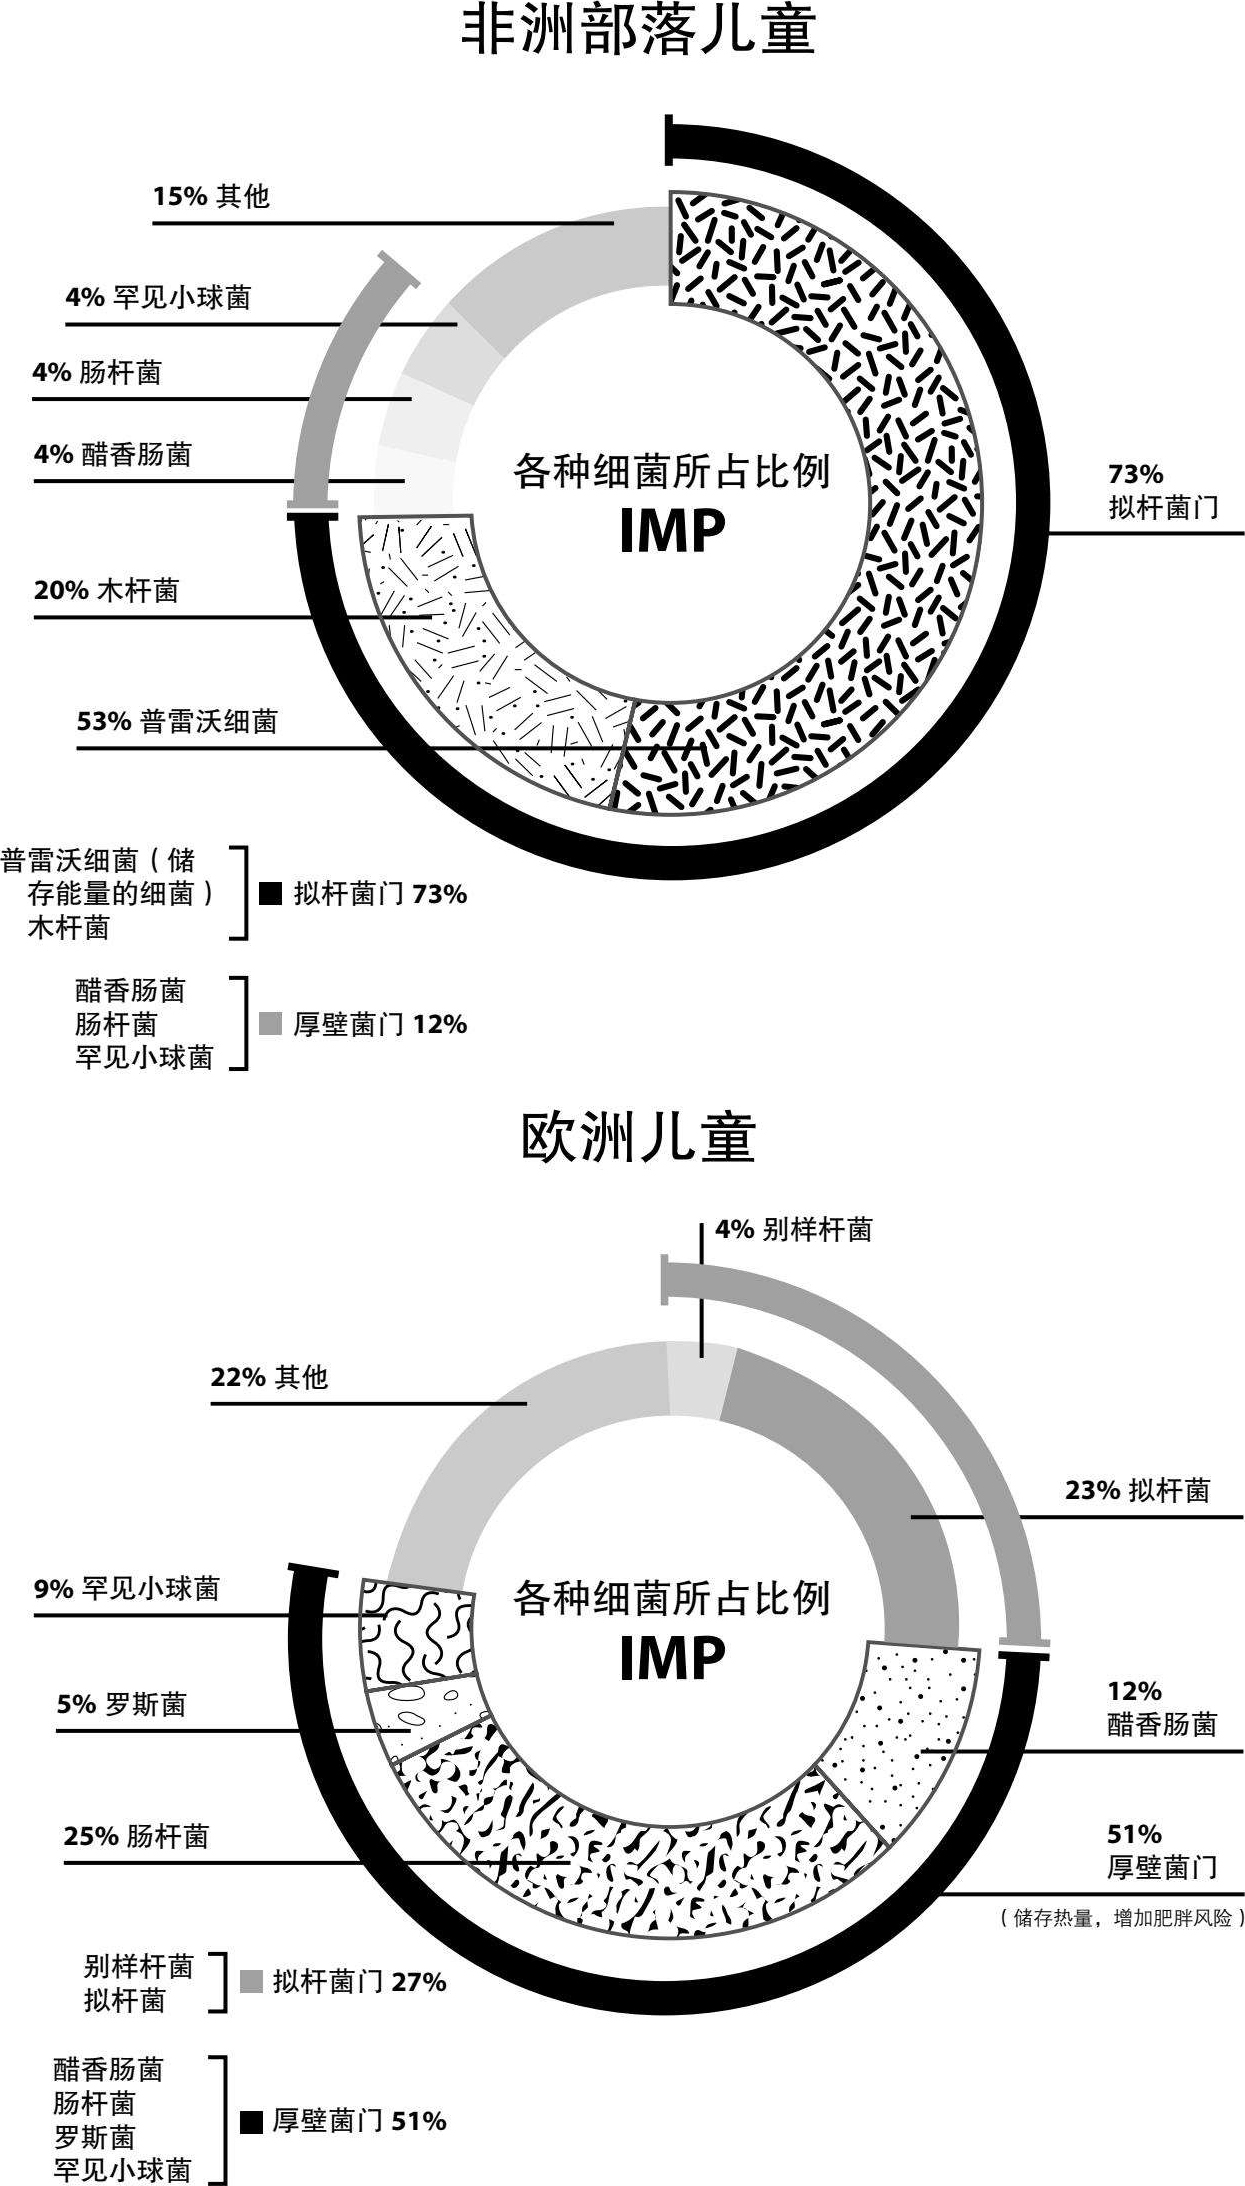 非洲部落儿童
15% 其他
4% 罕见小球菌
4% 肠杆菌
4% 醋香肠菌
各种细菌所占比例
IMP
73%
拟杆菌门
20% 木杆菌
53% 普雷沃细菌
普雷沃细菌（储
存能量的细菌）
木杆菌
拟杆菌门 73%
醋香肠菌
肠杆菌
罕见小球菌
厚壁菌门 12%
欧洲儿童
4% 别样杆菌
22% 其他
23% 拟杆菌
9% 罕见小球菌
各种细菌所占比例
IMP
5% 罗斯菌
12%
醋香肠菌
25% 肠杆菌
51%
厚壁菌门
（储存热量，增加肥胖风险）
别样杆菌
拟杆菌
拟杆菌门 27%
醋香肠菌
肠杆菌
罗斯菌
罕见小球菌
厚壁菌门 51%